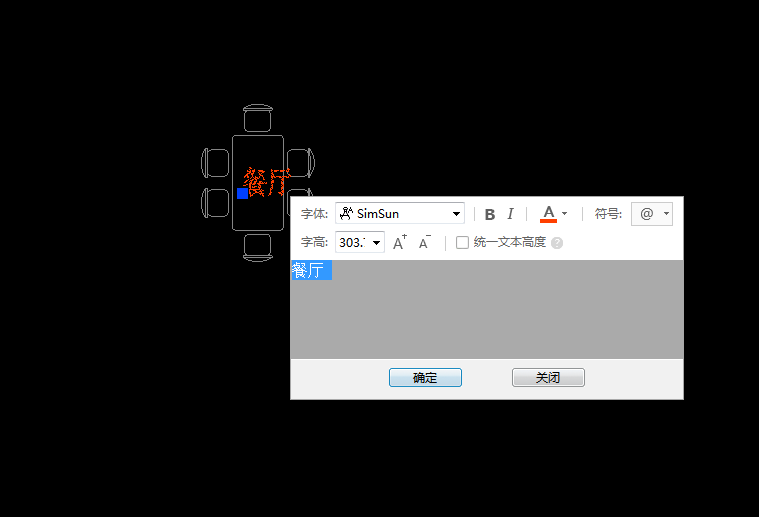 餐厅
字体: SimSun B I A 符号: @
字高: 303. A+ A- 统一文本高度 ?
餐厅
确定 关闭